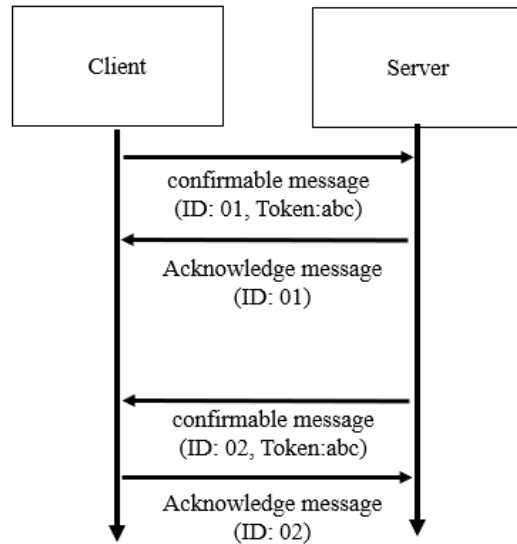 Client
Server
confirmable message
(ID: 01, Token:abc)
Acknowledge message
(ID: 01)
confirmable message
(ID: 02, Token:abc)
Acknowledge message
(ID: 02)